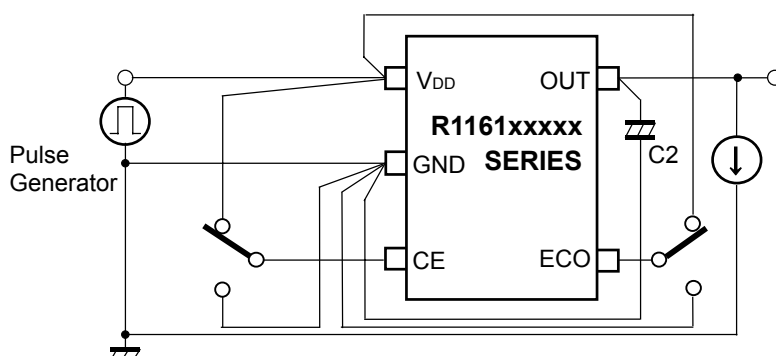 VDD
OUT
R1161xxxxx
SERIES
C2
Pulse
Generator
GND
CE
ECO